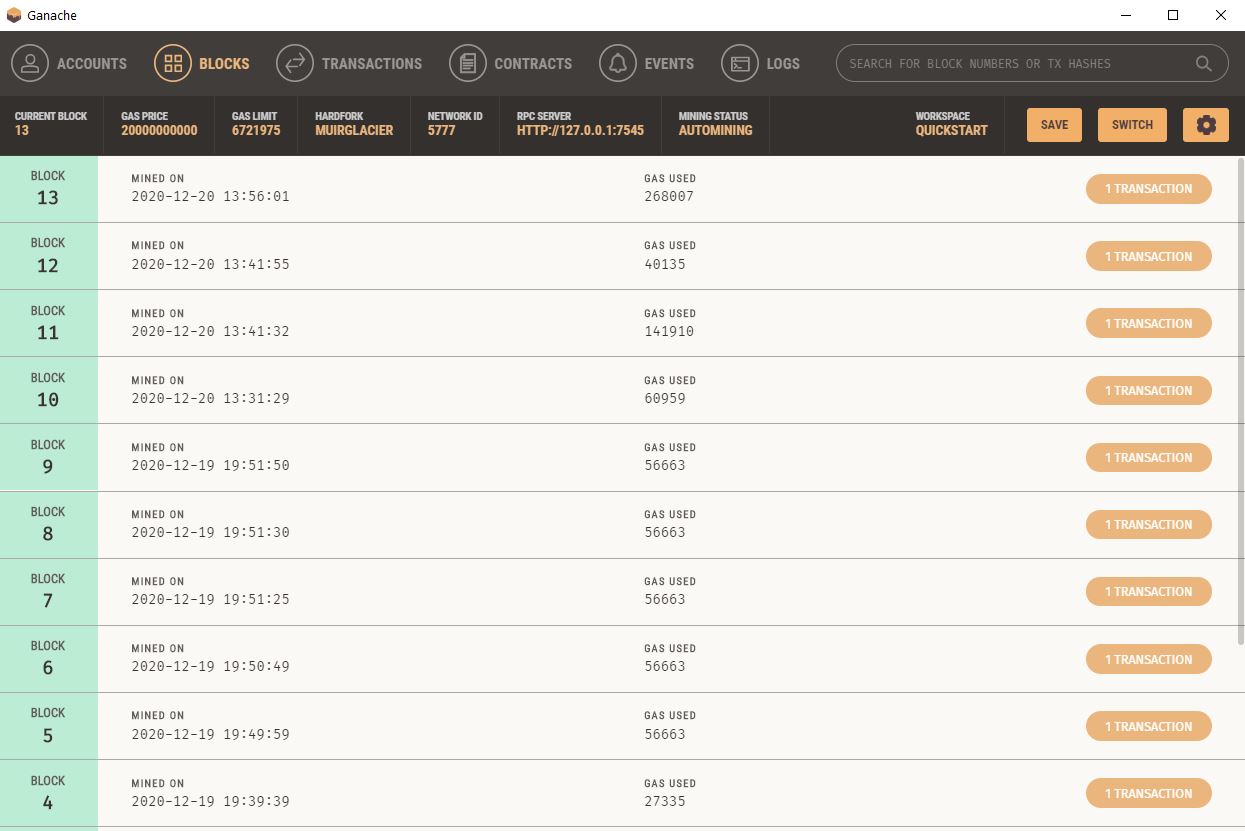 Ganache
ACCOUNTS BLOCKS TRANSACTIONS CONTRACTS EVENTS LOGS SEARCH FOR BLOCK NUMBERS OR TX HASHES
CURRENT BLOCK GAS PRICE GAS LIMIT HARDFORK NETWORK ID RPC SERVER MINING STATUS WORKSPACE
13 20000000000 6721975 MUIRGLACIER 5777 HTTP://127.0.0.1:7545 AUTOMINING QUICKSTART SAVE SWITCH
BLOCK MINED ON GAS USED
13 2020-12-20 13:56:01 268007 1 TRANSACTION
BLOCK MINED ON GAS USED
12 2020-12-20 13:41:55 40135 1 TRANSACTION
BLOCK MINED ON GAS USED
11 2020-12-20 13:41:32 141910 1 TRANSACTION
BLOCK MINED ON GAS USED
10 2020-12-20 13:31:29 60959 1 TRANSACTION
BLOCK MINED ON GAS USED
9 2020-12-19 19:51:50 56663 1 TRANSACTION
BLOCK MINED ON GAS USED
8 2020-12-19 19:51:30 56663 1 TRANSACTION
BLOCK MINED ON GAS USED
7 2020-12-19 19:51:25 56663 1 TRANSACTION
BLOCK MINED ON GAS USED
6 2020-12-19 19:50:49 56663 1 TRANSACTION
BLOCK MINED ON GAS USED
5 2020-12-19 19:49:59 56663 1 TRANSACTION
BLOCK MINED ON GAS USED
4 2020-12-19 19:39:39 27335 1 TRANSACTION